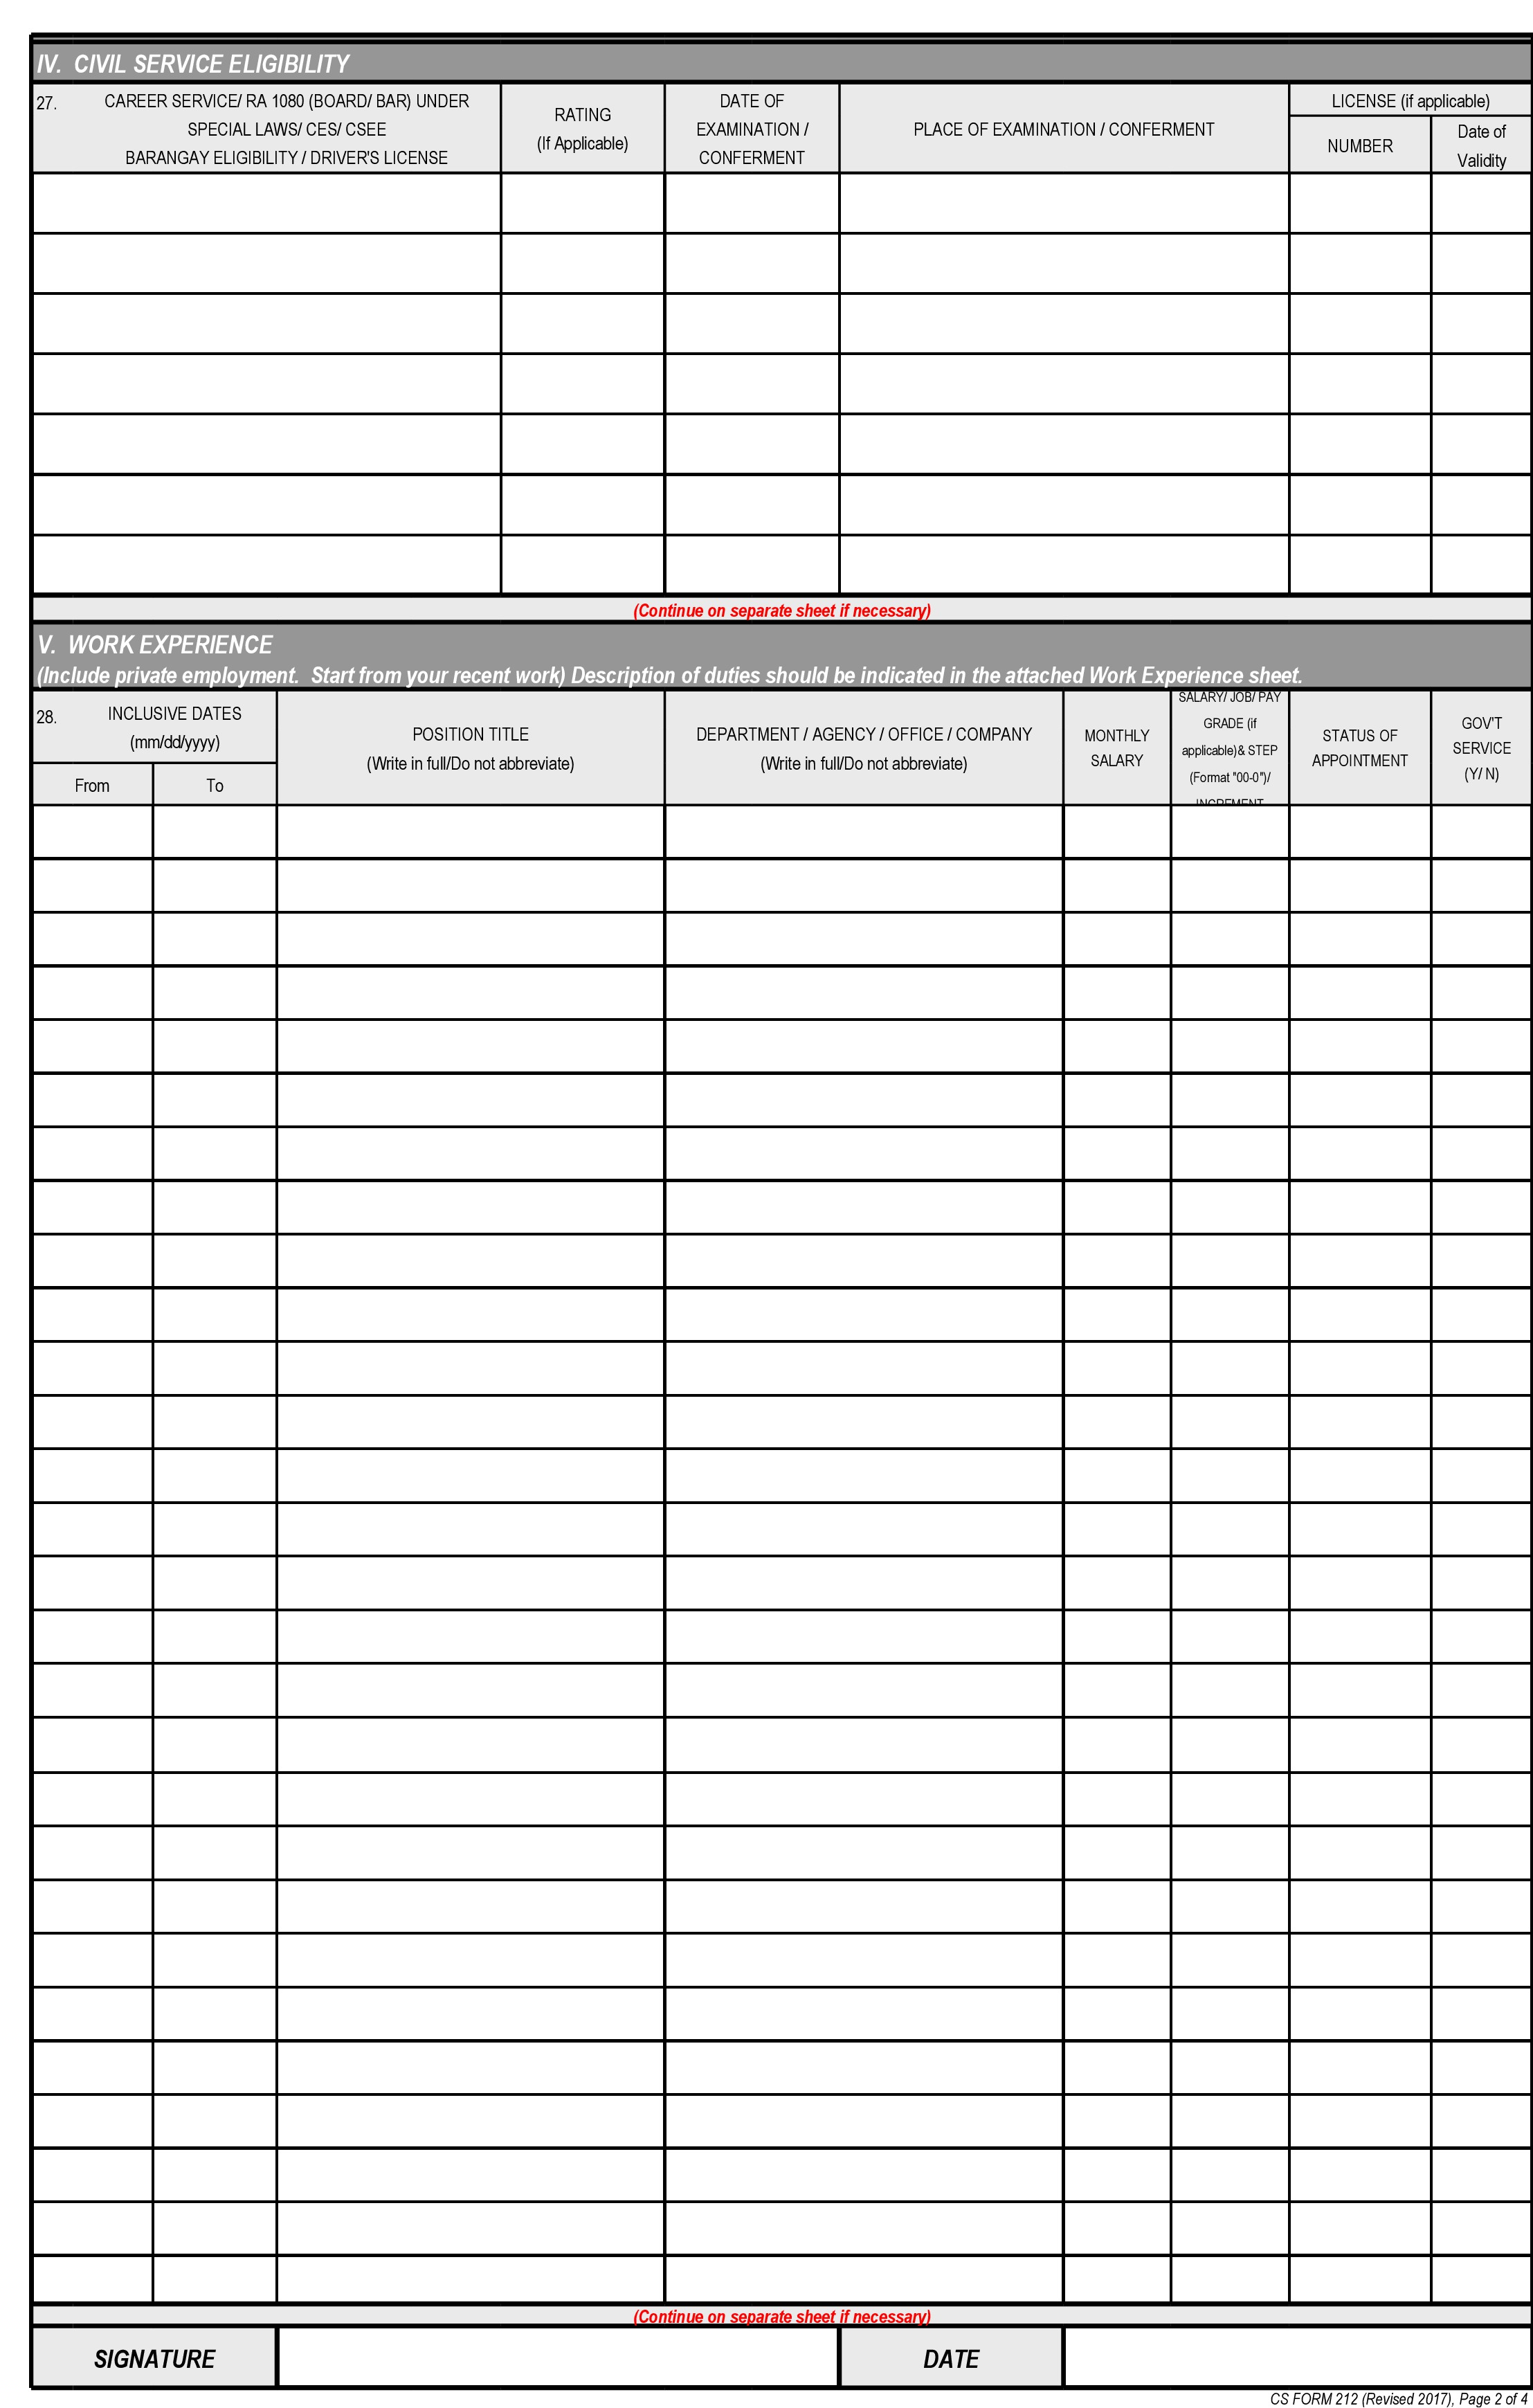 IV. CIVIL SERVICE ELIGIBILITY
27. CAREER SERVICE/ RA 1080 (BOARD/ BAR) UNDER
SPECIAL LAWS/ CES/ CSEE
BARANGAY ELIGIBILITY / DRIVER'S LICENSE
RATING
(If Applicable)
DATE OF
EXAMINATION /
CONFERMENT
PLACE OF EXAMINATION / CONFERMENT
LICENSE (if applicable)
NUMBER
Date of
Validity
(Continue on separate sheet if necessary)
V. WORK EXPERIENCE
(Include private employment. Start from your recent work) Description of duties should be indicated in the attached Work Experience sheet.
28. INCLUSIVE DATES
(mm/dd/yyyy)
From
To
POSITION TITLE
(Write in full/Do not abbreviate)
DEPARTMENT / AGENCY / OFFICE / COMPANY
(Write in full/Do not abbreviate)
MONTHLY
SALARY
SALARY/ JOB/ PAY
GRADE (if
applicable)& STEP
(Format "00-0")/
INCREMENT
STATUS OF
APPOINTMENT
GOV'T
SERVICE
(Y/ N)
(Continue on separate sheet if necessary)
SIGNATURE
DATE
CS FORM 212 (Revised 2017), Page 2 of 4